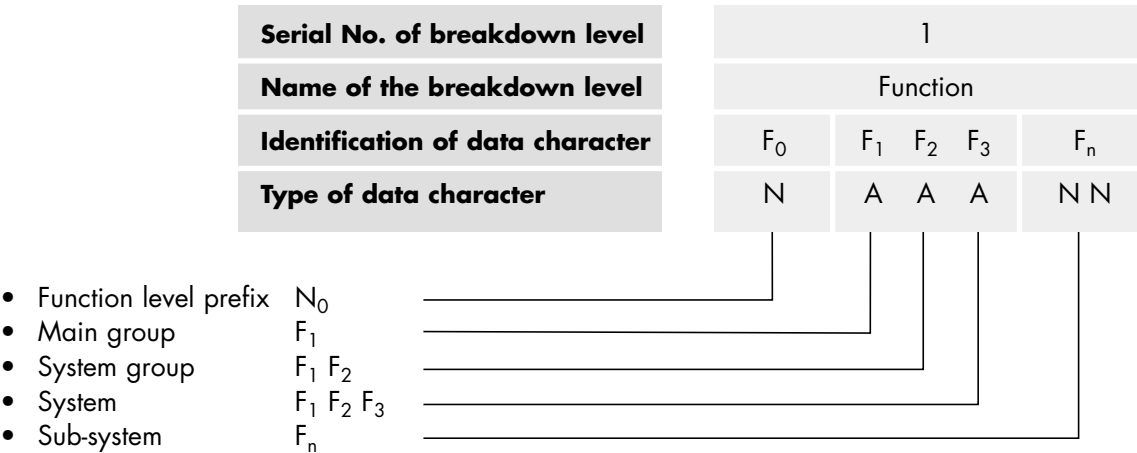 Serial No. of breakdown level 1
Name of the breakdown level Function
Identification of data character F₀ F₁ F₂ F₃ Fₙ
Type of data character N A A A N N
• Function level prefix N₀
• Main group F₁
• System group F₁ F₂
• System F₁ F₂ F₃
• Sub-system Fₙ